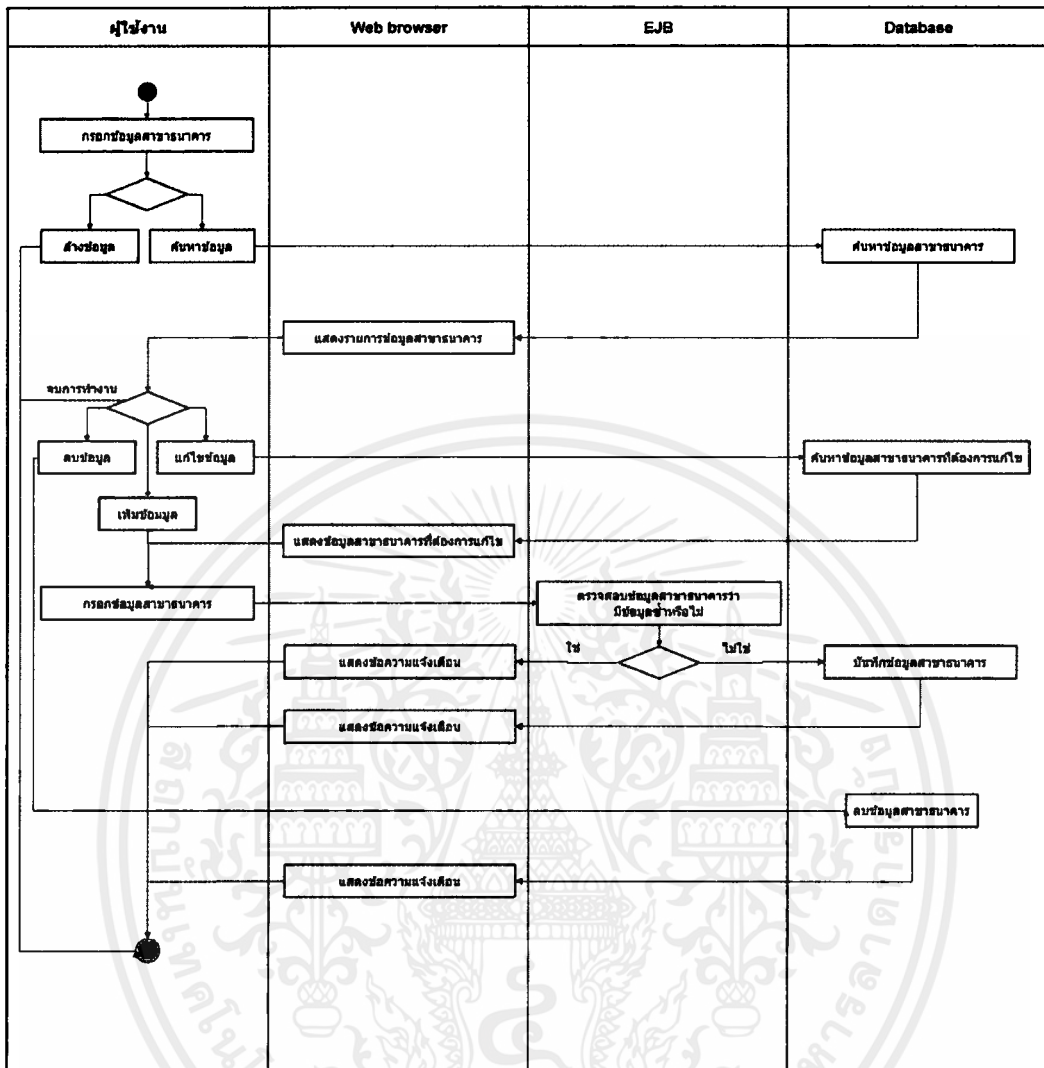 ผู้ใช้งาน
Web browser
EJB
Database
กรอกข้อมูลสาขาธนาคาร
ล้างข้อมูล
ค้นหาข้อมูล
ค้นหาข้อมูลสาขาธนาคาร
แสดงรายการข้อมูลสาขาธนาคาร
จบการทำงาน
ลบข้อมูล
แก้ไขข้อมูล
ค้นหาข้อมูลสาขาธนาคารที่ต้องการแก้ไข
เพิ่มข้อมมูล
แสดงข้อมูลสาขาธนาคารที่ต้องการแก้ไข
กรอกข้อมูลสาขาธนาคาร
ตรวจสอบข้อมูลสาขาธนาคารว่า
มีข้อมูลซ้ำหรือไม่
ใช่
ไม่ใช่
แสดงข้อความแจ้งเตือน
บันทึกข้อมูลสาขาธนาคาร
แสดงข้อความแจ้งเตือน
ลบข้อมูลสาขาธนาคาร
แสดงข้อความแจ้งเตือน